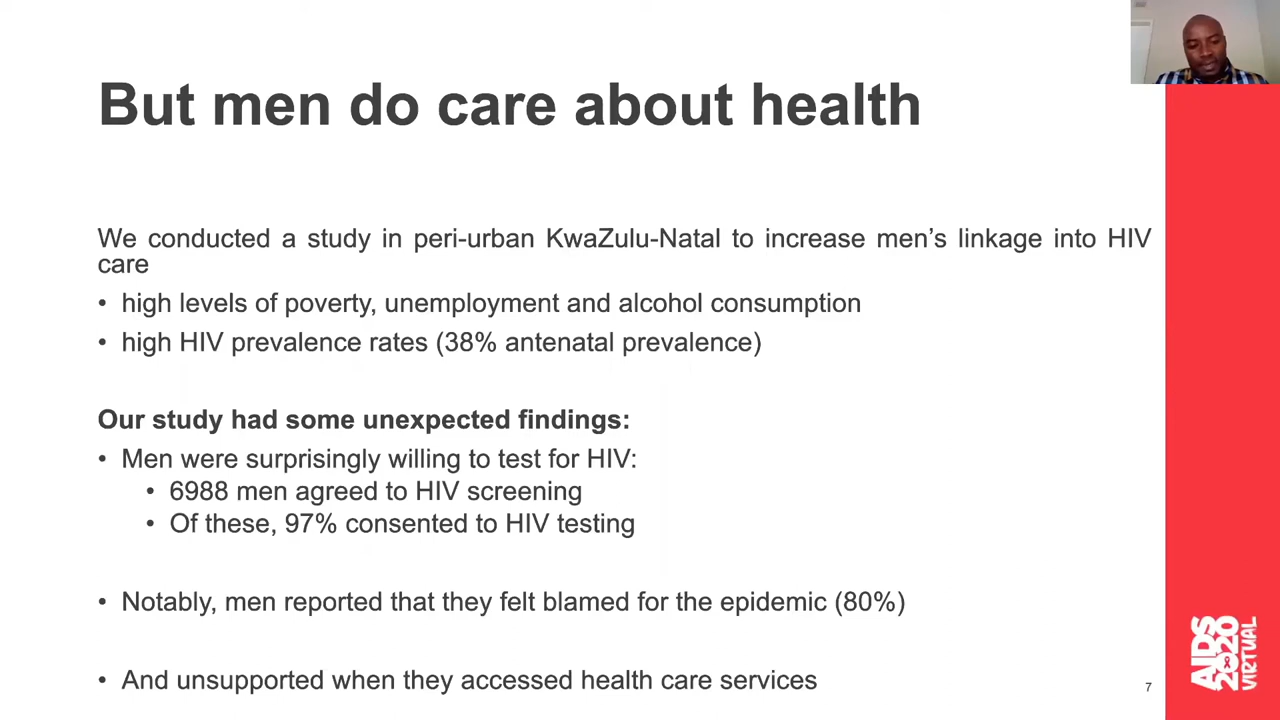 But men do care about health
We conducted a study in peri-urban KwaZulu-Natal to increase men’s linkage into HIV
care
• high levels of poverty, unemployment and alcohol consumption
• high HIV prevalence rates (38% antenatal prevalence)
Our study had some unexpected findings:
• Men were surprisingly willing to test for HIV:
• 6988 men agreed to HIV screening
• Of these, 97% consented to HIV testing
• Notably, men reported that they felt blamed for the epidemic (80%)
• And unsupported when they accessed health care services
7
AIDS
2020
VIRTUAL